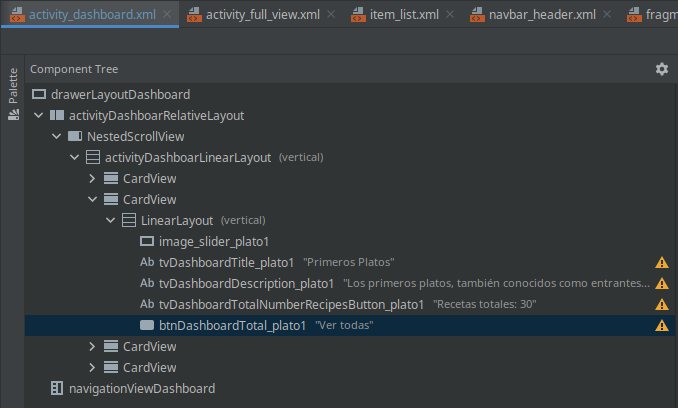 activity_dashboard.xml activity_full_view.xml item_list.xml navbar_header.xml fragm
Palette
Component Tree
drawerLayoutDashboard
activityDashboarRelativeLayout
NestedScrollView
activityDashboarLinearLayout (vertical)
CardView
CardView
LinearLayout (vertical)
image_slider_plato1
Ab tvDashboardTitle_plato1 "Primeros Platos"
Ab tvDashboardDescription_plato1 "Los primeros platos, también conocidos como entrantes...
Ab tvDashboardTotalNumberRecipesButton_plato1 "Recetas totales: 30"
btnDashboardTotal_plato1 "Ver todas"
CardView
CardView
navigationViewDashboard